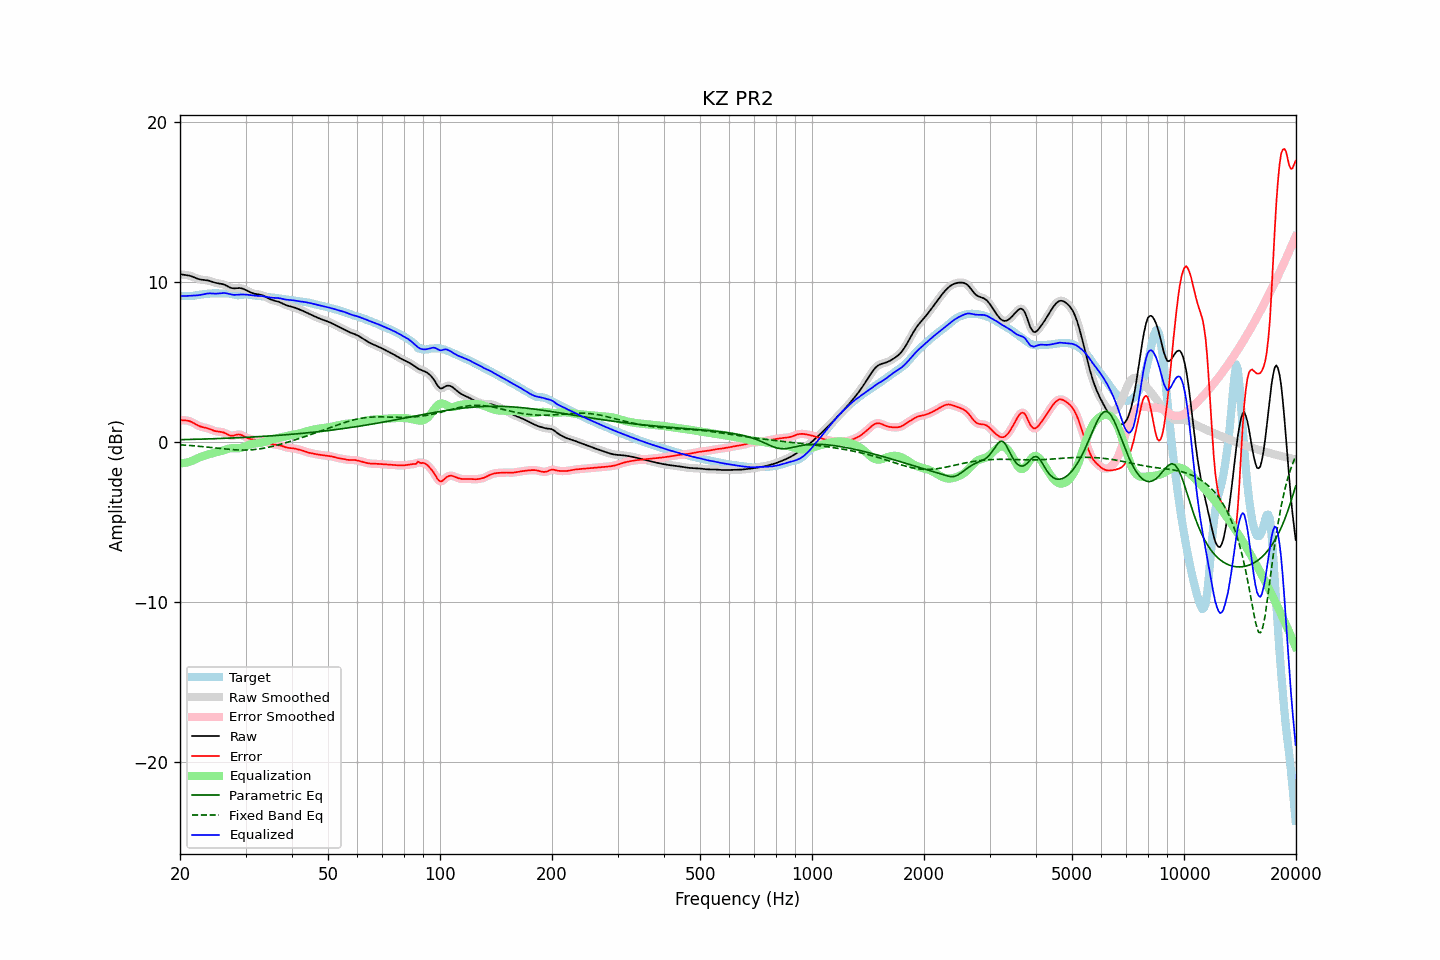 KZ PR2
Amplitude (dBr)
20
10
0
−10
−20
Target
Raw Smoothed
Error Smoothed
Raw
Error
Equalization
Parametric Eq
Fixed Band Eq
Equalized
20 50 100 200 500 1000 2000 5000 10000 20000
Frequency (Hz)